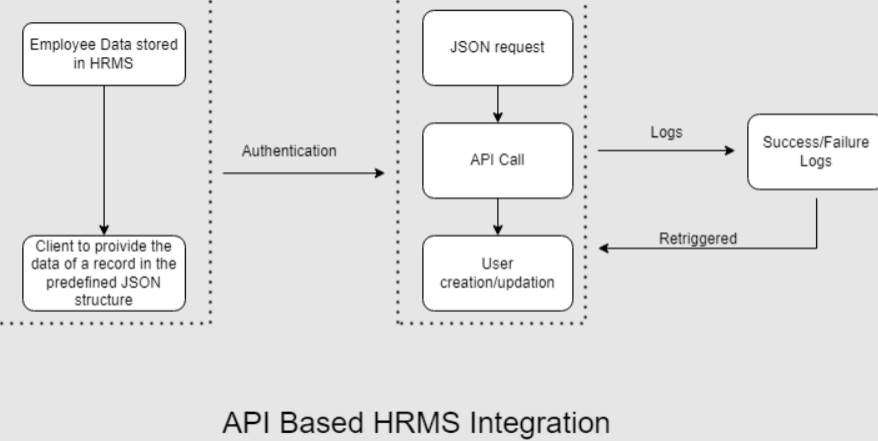 Employee Data stored
in HRMS
Client to proivide the
data of a record in the
predefined JSON
structure
Authentication
JSON request
API Call
User
creation/updation
Logs
Success/Failure
Logs
Retriggered
API Based HRMS Integration